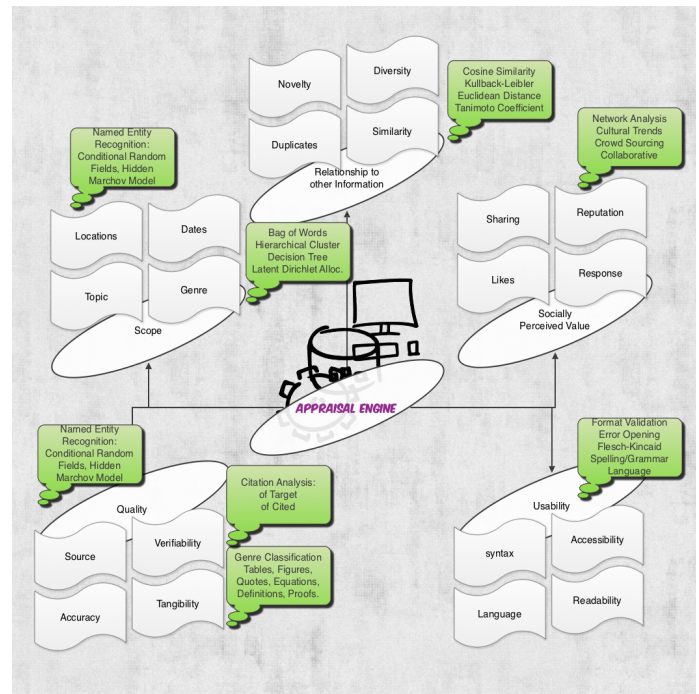 Novelty
Diversity
Duplicates
Similarity
Relationship to
other Information
Cosine Similarity
Kullback-Leibler
Euclidean Distance
Tanimoto Coefficient
Named Entity
Recognition:
Conditional Random
Fields, Hidden
Marchov Model
Locations
Dates
Topic
Genre
Scope
Bag of Words
Hierarchical Cluster
Decision Tree
Latent Dirichlet Alloc.
Network Analysis
Cultural Trends
Crowd Sourcing
Collaborative
Sharing
Reputation
Likes
Response
Socially
Perceived Value
APPRAISAL ENGINE
Named Entity
Recognition:
Conditional Random
Fields, Hidden
Marchov Model
Quality
Source
Verifiability
Accuracy
Tangibility
Citation Analysis:
of Target
of Cited
Genre Classification
Tables, Figures,
Quotes, Equations,
Definitions, Proofs.
Format Validation
Error Opening
Flesch-Kincaid
Spelling/Grammar
Language
Usability
syntax
Accessibility
Language
Readability